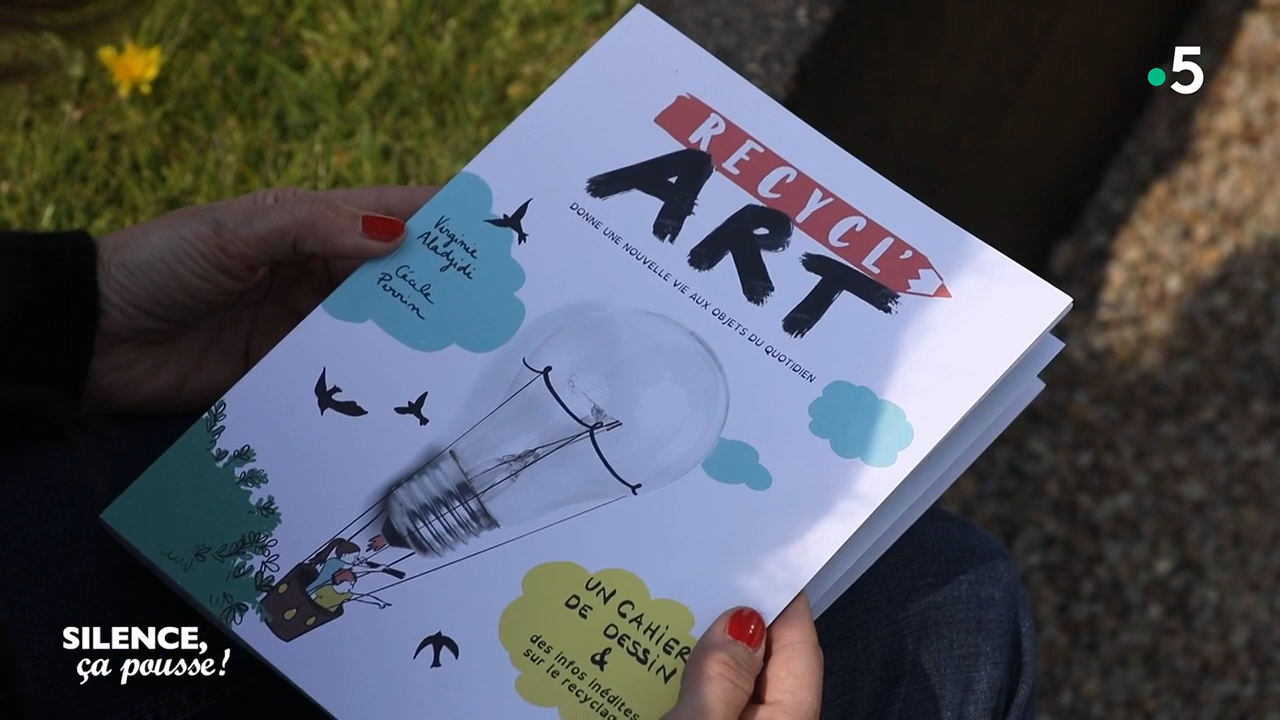 5
RECYCL'
ART
DONNE UNE NOUVELLE VIE AUX OBJETS DU QUOTIDIEN
Virginie
Aladjidi
Cécile
Perrin
UN CAHIER
DE DESSIN
&
des infos inédites
sur le recyclag
SILENCE,
ça pousse!